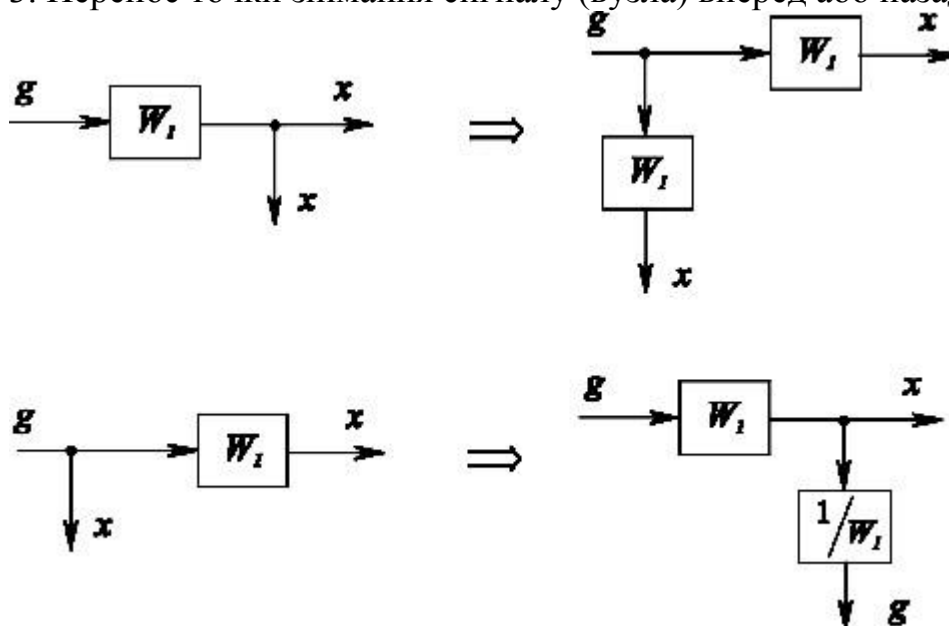 3. Перенос точки знімання сигналу (вузла) вперед або назад
g W₁ x
x
⇒
g W₁ x
W₁
x
g W₁ x
x
⇒
g W₁ x
1/W₁
g